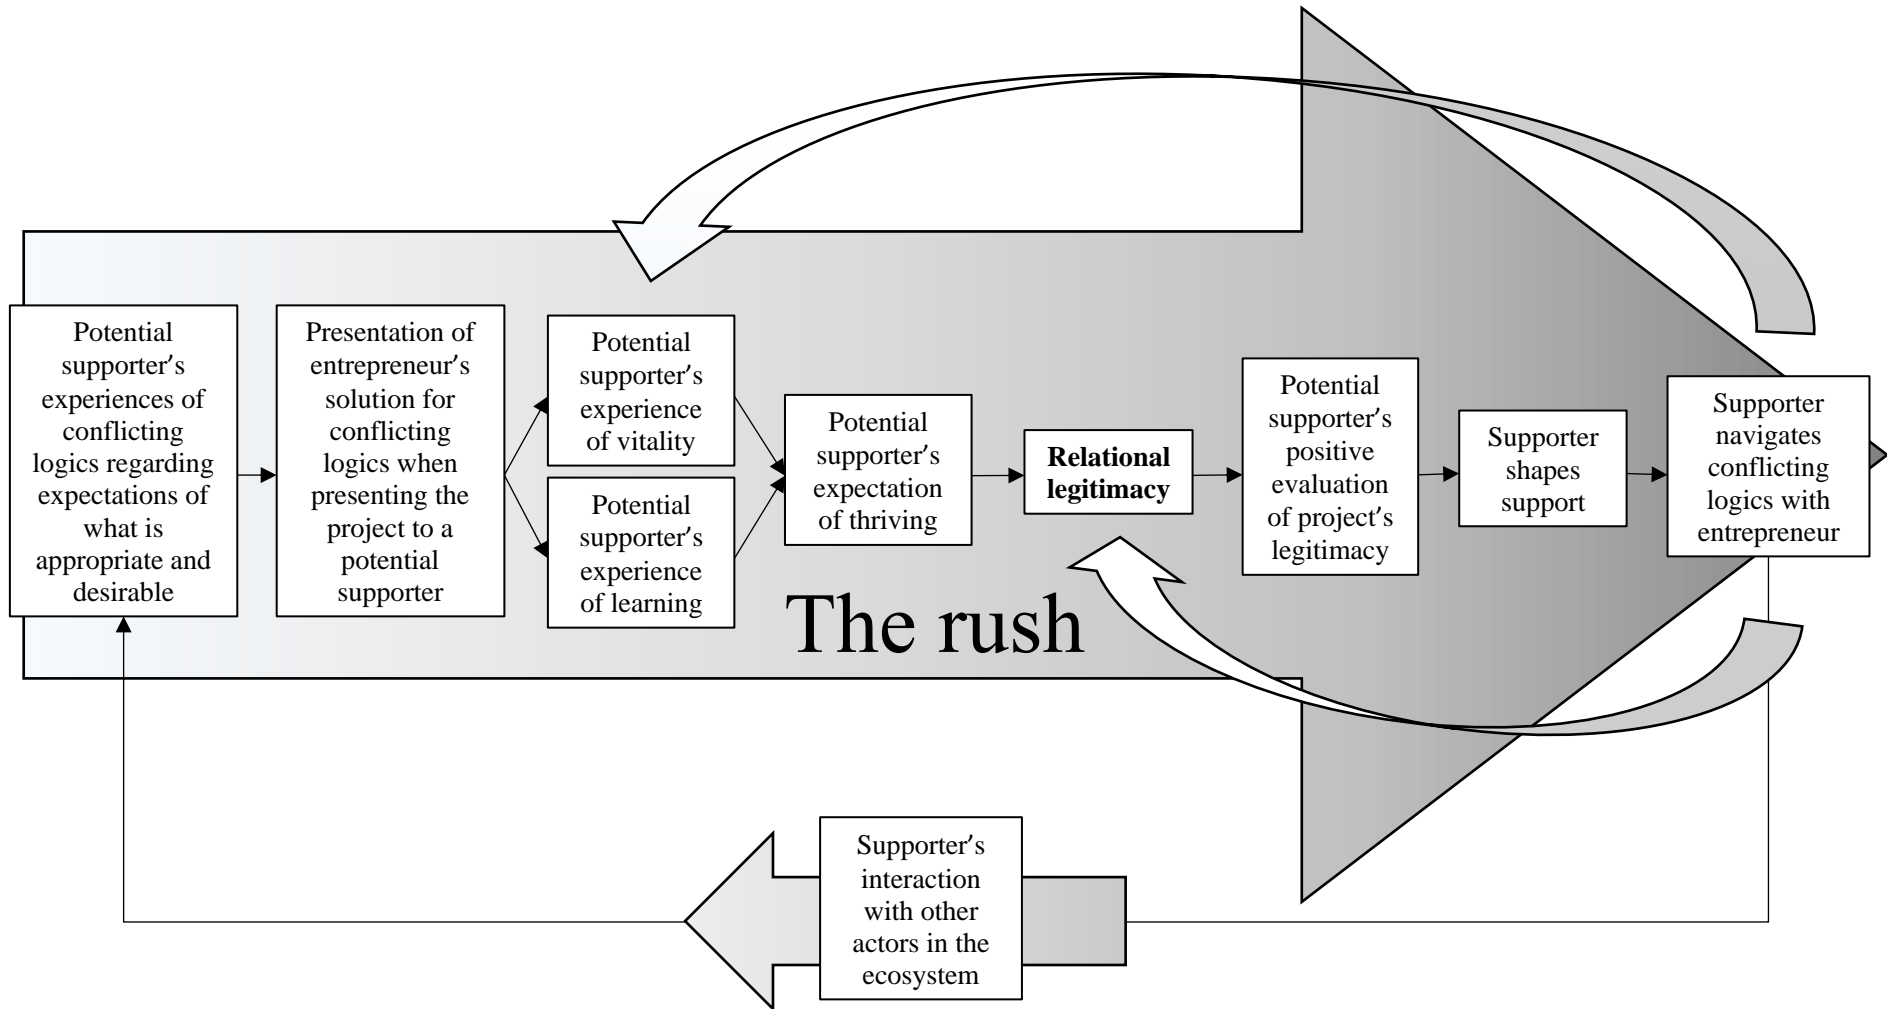 Potential
supporter’s
experiences of
conflicting
logics regarding
expectations of
what is
appropriate and
desirable
Presentation of
entrepreneur’s
solution for
conflicting
logics when
presenting the
project to a
potential
supporter
Potential
supporter’s
experience
of vitality
Potential
supporter’s
experience
of learning
Potential
supporter’s
expectation
of thriving
Relational
legitimacy
Potential
supporter’s
positive
evaluation
of project’s
legitimacy
Supporter
shapes
support
Supporter
navigates
conflicting
logics with
entrepreneur
The rush
Supporter’s
interaction
with other
actors in the
ecosystem